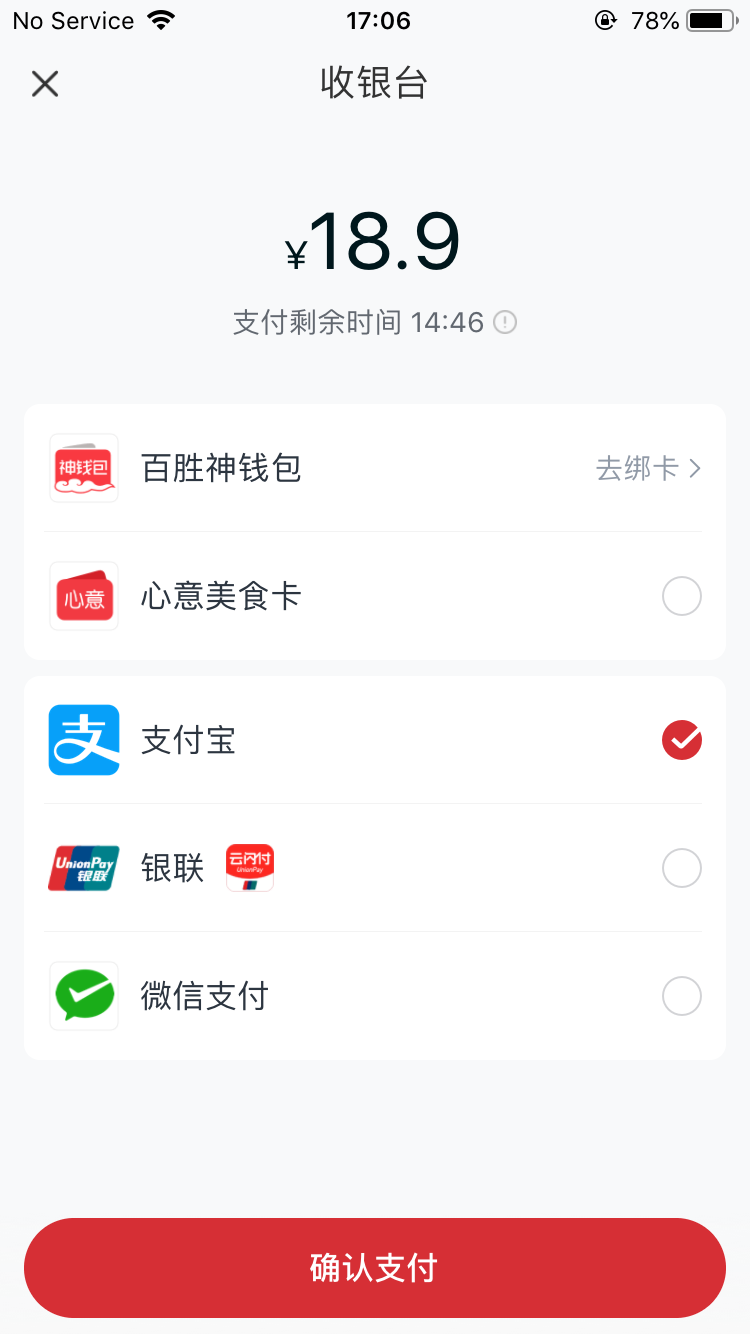 No Service 17:06 78%
收银台
¥18.9
支付剩余时间 14:46
神钱包 百胜神钱包 去绑卡
心意 心意美食卡
支 支付宝
UnionPay 银联 银联 云闪付 UnionPay
微信支付
确认支付